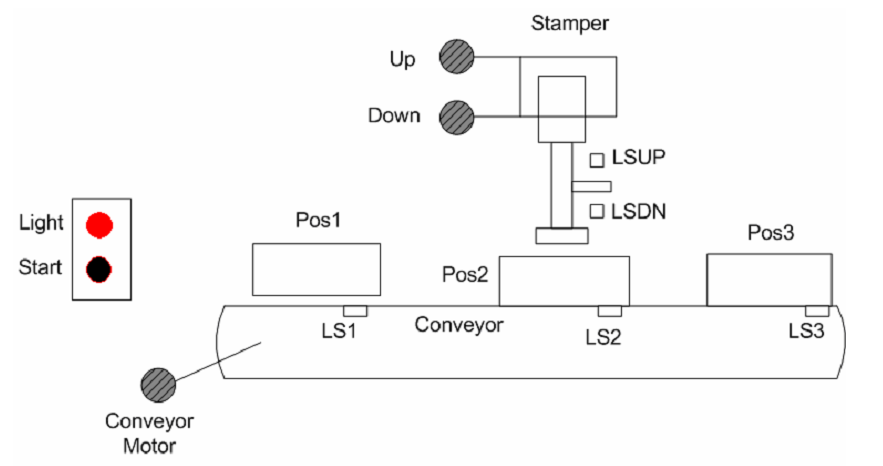 Stamper
Up
Down
LSUP
LSDN
Light
Start
Pos1
Pos2
Pos3
LS1
Conveyor
LS2
LS3
Conveyor
Motor